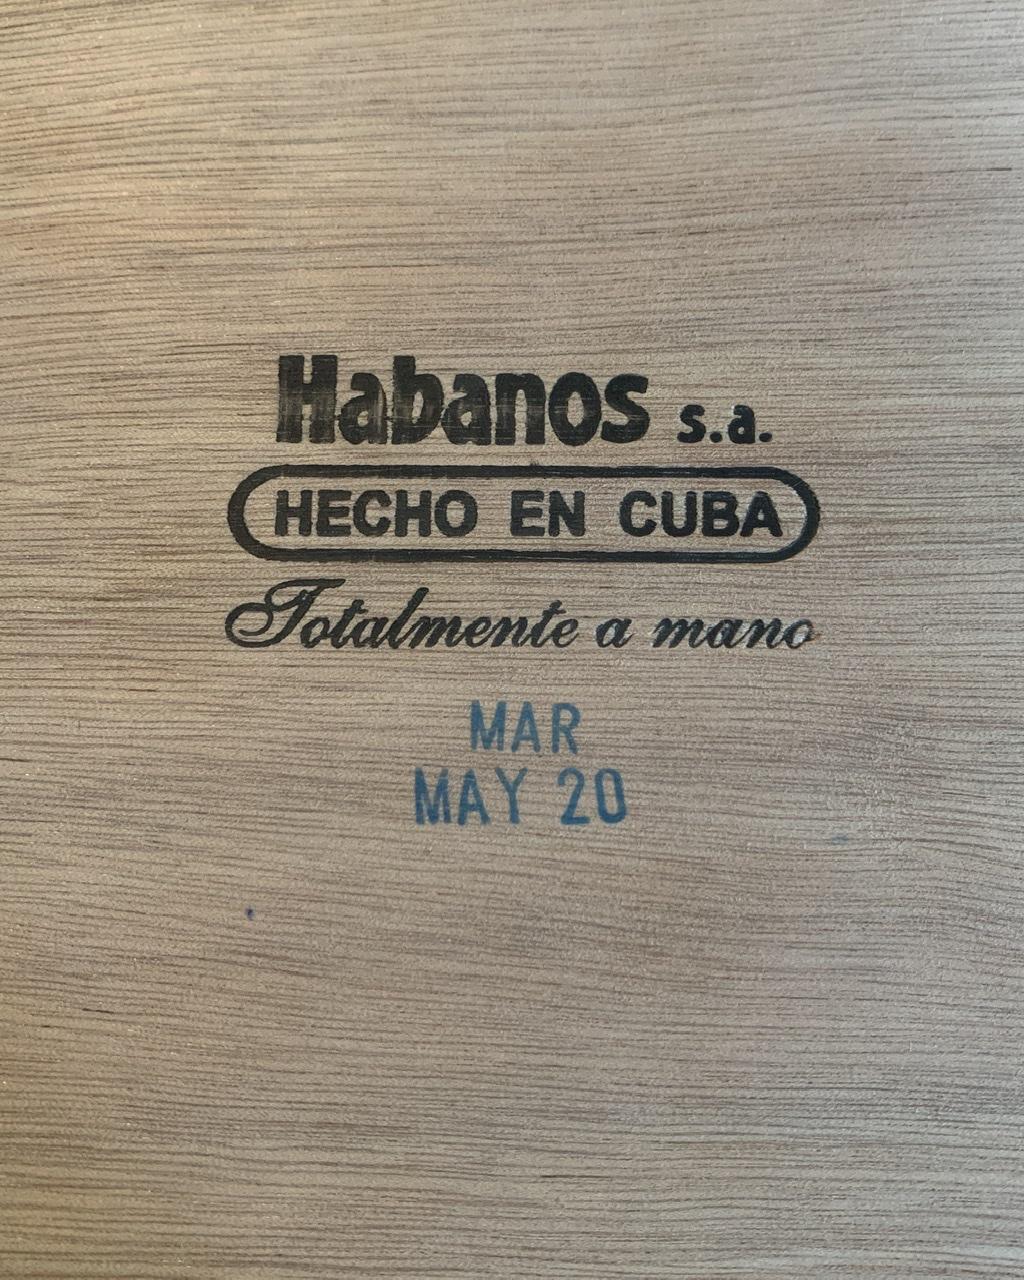 Habanos s.a.
HECHO EN CUBA
Totalmente a mano
MAR
MAY 20